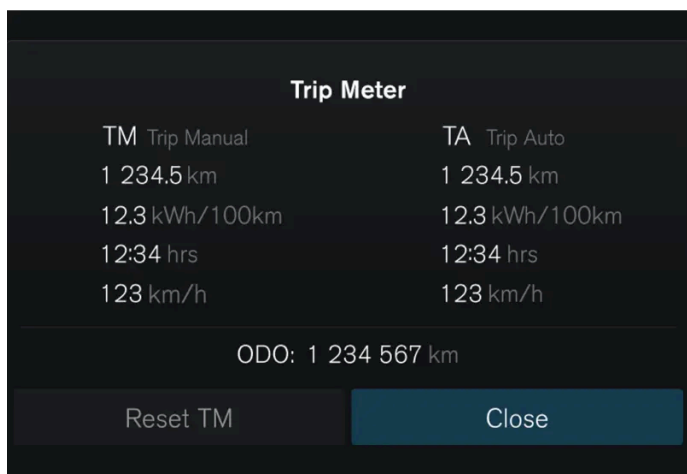 Trip Meter
TM Trip Manual
1 234.5 km
12.3 kWh/100km
12:34 hrs
123 km/h
TA Trip Auto
1 234.5 km
12.3 kWh/100km
12:34 hrs
123 km/h
ODO: 1 234 567 km
Reset TM
Close